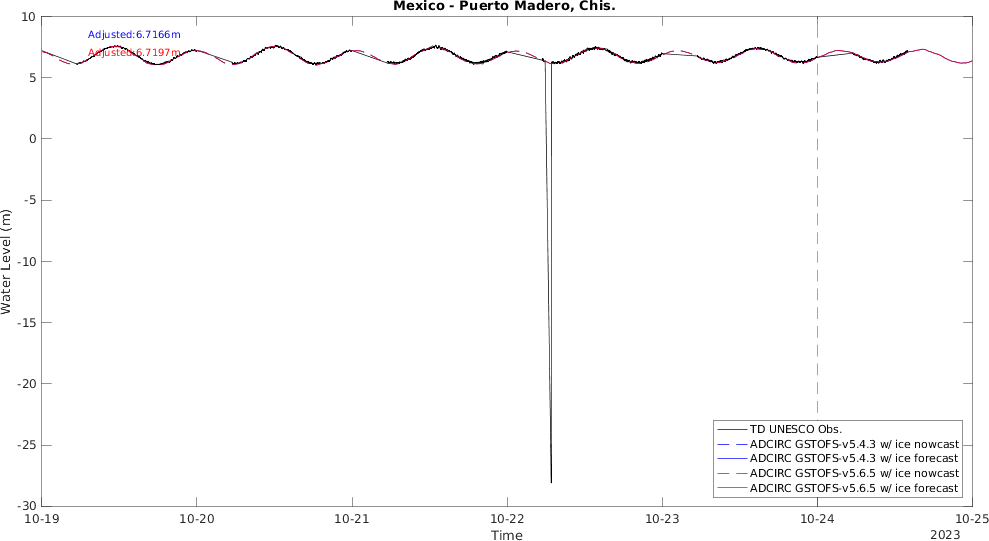 Mexico - Puerto Madero, Chis.
Adjusted:6.7166m
Adjusted:6.7197m
10
5
0
-5
-10
-15
-20
-25
-30
Water Level (m)
TD UNESCO Obs.
ADCIRC GSTOFS-v5.4.3 w/ ice nowcast
ADCIRC GSTOFS-v5.4.3 w/ ice forecast
ADCIRC GSTOFS-v5.6.5 w/ ice nowcast
ADCIRC GSTOFS-v5.6.5 w/ ice forecast
10-19 10-20 10-21 10-22 10-23 10-24 10-25
Time
2023